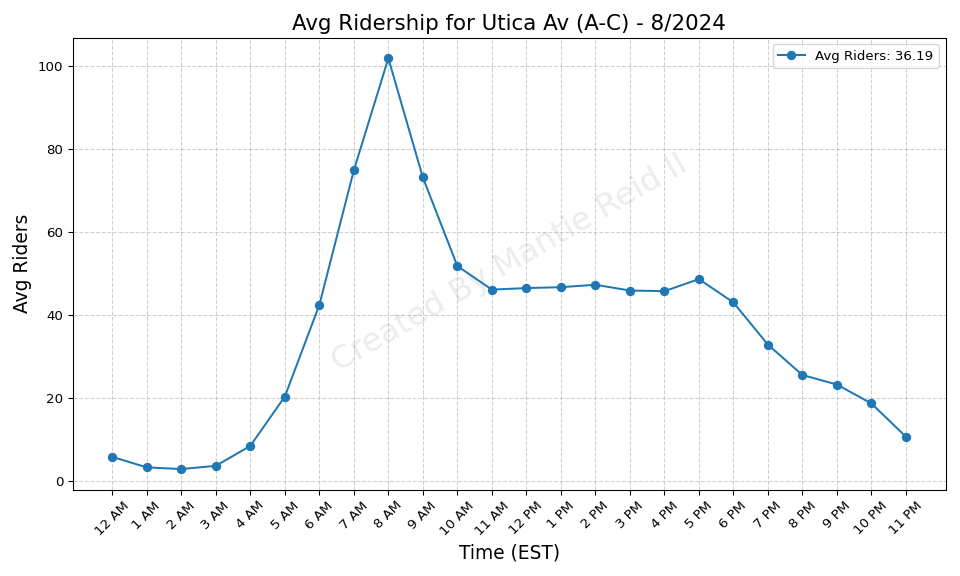 Avg Ridership for Utica Av (A-C) - 8/2024
Avg Riders: 36.19
100
80
60
40
20
0
Avg Riders
Created By Mantie Reid II
12 AM
1 AM
2 AM
3 AM
4 AM
5 AM
6 AM
7 AM
8 AM
9 AM
10 AM
11 AM
12 PM
1 PM
2 PM
3 PM
4 PM
5 PM
6 PM
7 PM
8 PM
9 PM
10 PM
11 PM
Time (EST)